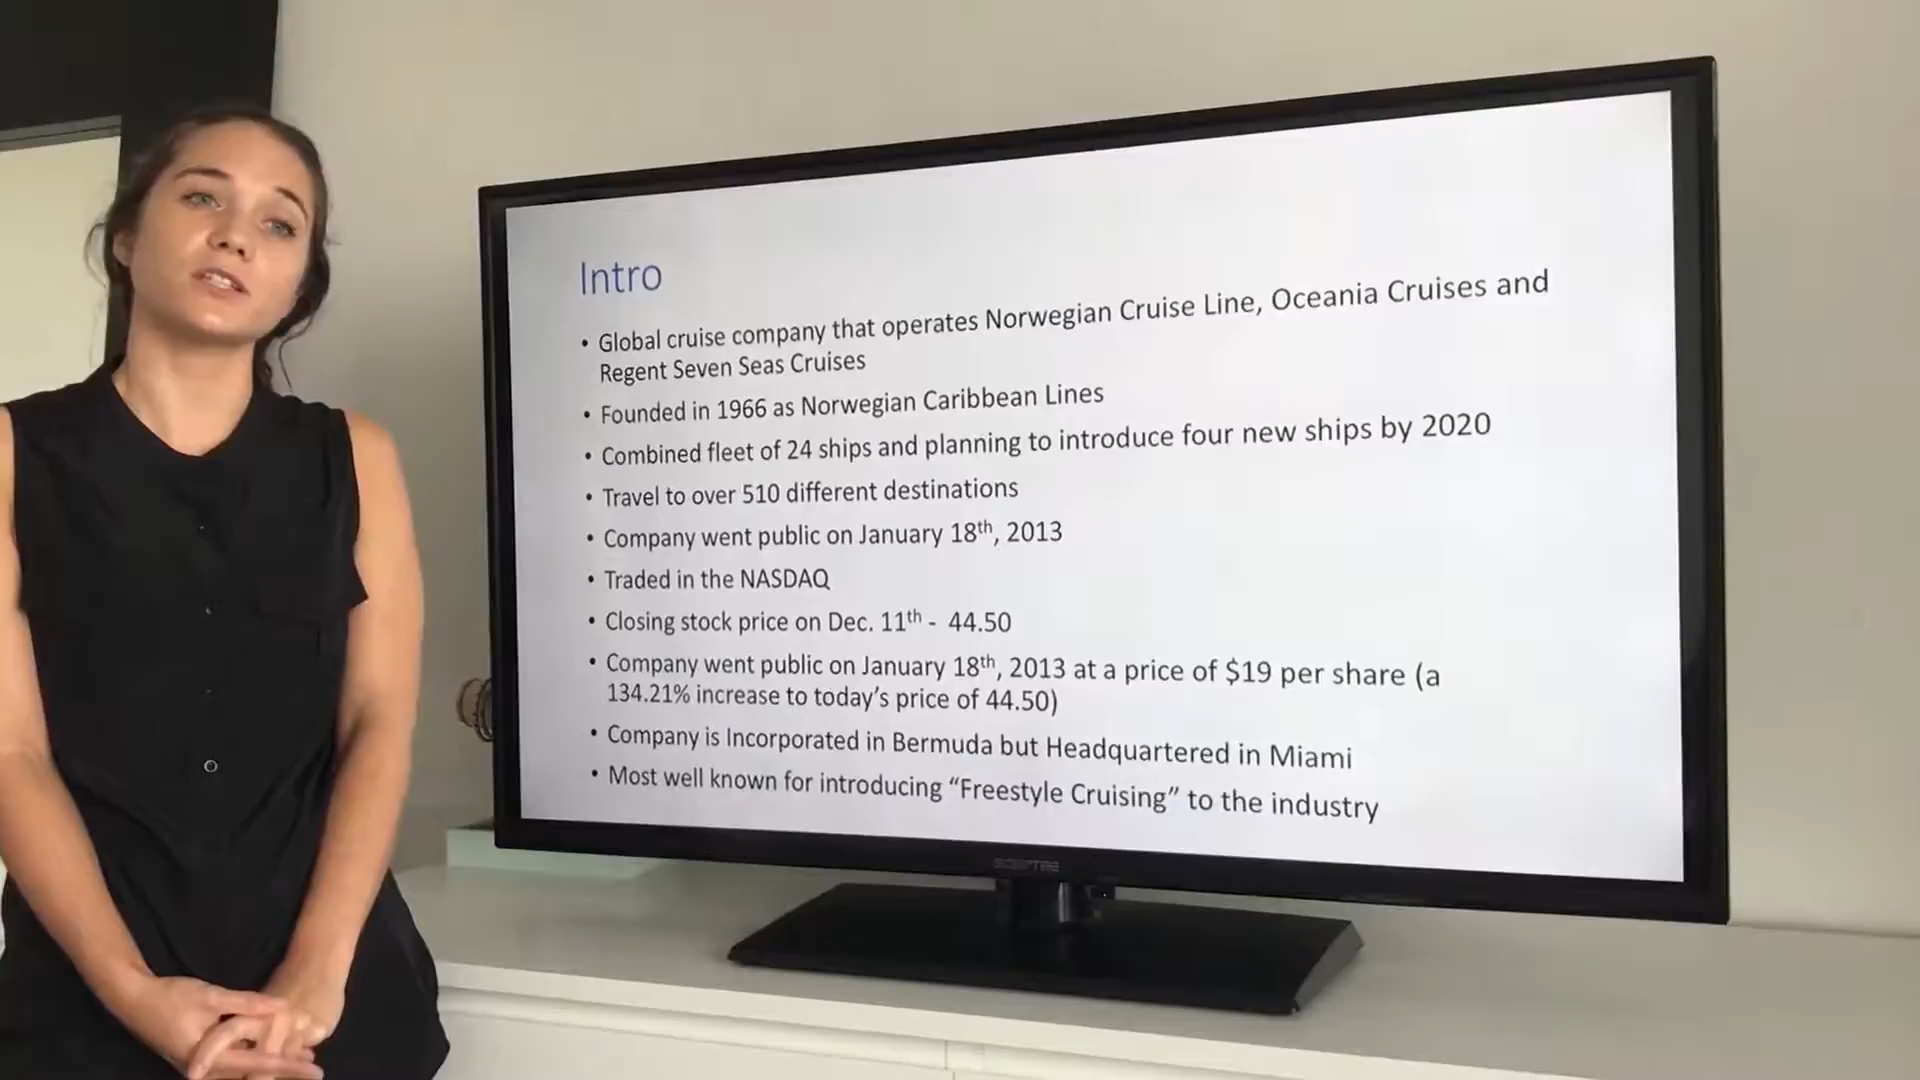 Intro
• Global cruise company that operates Norwegian Cruise Line, Oceania Cruises and
Regent Seven Seas Cruises
• Founded in 1966 as Norwegian Caribbean Lines
• Combined fleet of 24 ships and planning to introduce four new ships by 2020
• Travel to over 510 different destinations
• Company went public on January 18th, 2013
• Traded in the NASDAQ
• Closing stock price on Dec. 11th - 44.50
• Company went public on January 18th, 2013 at a price of $19 per share (a
134.21% increase to today's price of 44.50)
• Company is Incorporated in Bermuda but Headquartered in Miami
• Most well known for introducing “Freestyle Cruising” to the industry
SCEPTRE